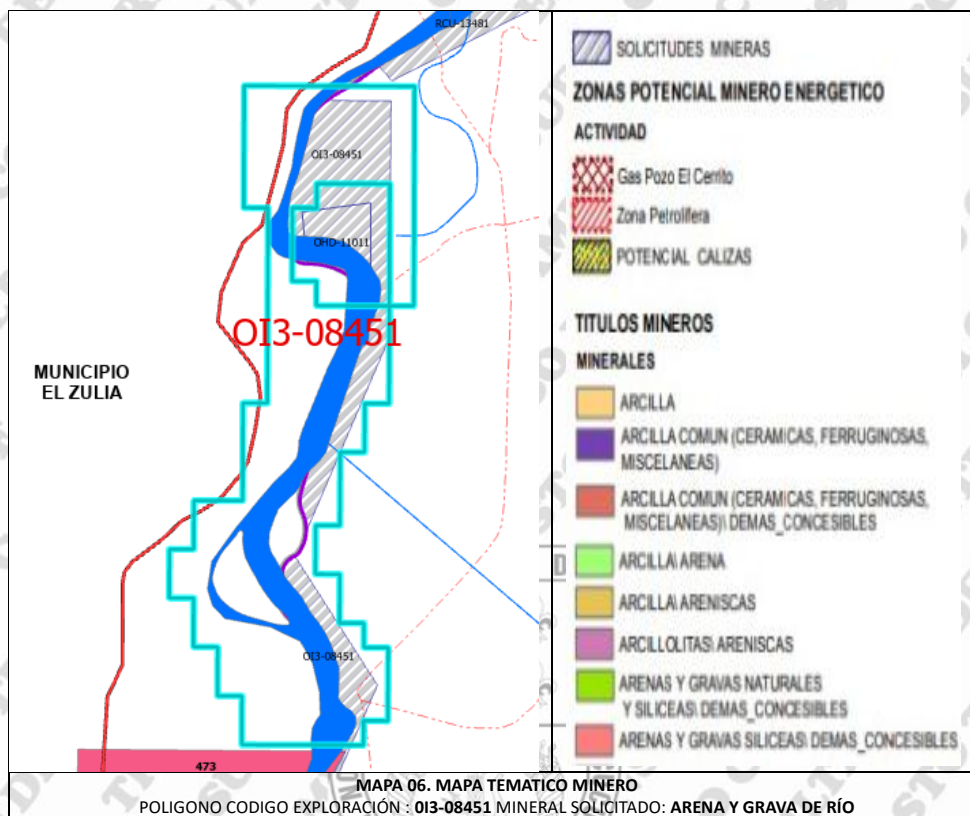 RCU-13481
OI3-08451
OHD-11011
OI3-08451
MUNICIPIO
EL ZULIA
OI3-08451
473
SOLICITUDES MINERAS
ZONAS POTENCIAL MINERO ENERGETICO
ACTIVIDAD
Gas Pozo El Cerrito
Zona Petrolífera
POTENCIAL CALIZAS
TITULOS MINEROS
MINERALES
ARCILLA
ARCILLA COMUN (CERAMICAS, FERRUGINOSAS,
MISCELANEAS)
ARCILLA COMUN (CERAMICAS, FERRUGINOSAS,
MISCELANEAS)\ DEMAS_CONCESIBLES
ARCILLA\ ARENA
ARCILLA\ ARENISCAS
ARCILLOLITAS\ ARENISCAS
ARENAS Y GRAVAS NATURALES
Y SILICEAS\ DEMAS_CONCESIBLES
ARENAS Y GRAVAS SILICEAS\ DEMAS_CONCESIBLES
MAPA 06. MAPA TEMATICO MINERO
POLIGONO CODIGO EXPLORACIÓN : 0I3-08451 MINERAL SOLICITADO: ARENA Y GRAVA DE RÍO